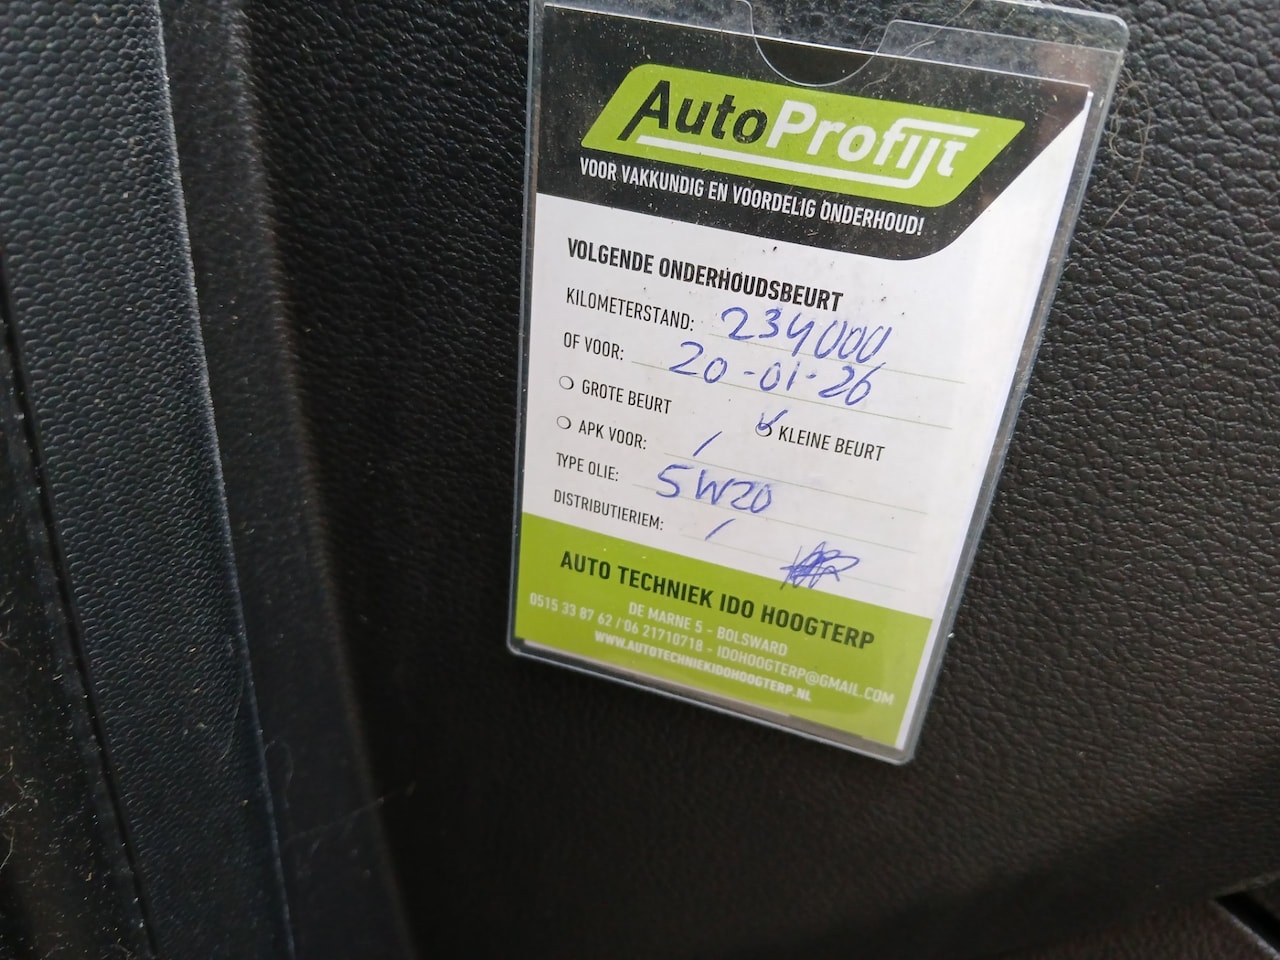 AutoProfijt
VOOR VAKKUNDIG EN VOORDELIG ONDERHOUD!
VOLGENDE ONDERHOUDSBEURT
KILOMETERSTAND: 234000
OF VOOR: 20-01-26
GROTE BEURT KLEINE BEURT
APK VOOR: /
TYPE OLIE: 5W20
DISTRIBUTIERIEM: /
AUTO TECHNIEK IDO HOOGTERP
DE MARNE 5 - BOLSWARD
0515 33 87 62 / 06 21710718 - IDOHOOGTERP@GMAIL.COM
WWW.AUTOTECHNIEKIDOHOOGTERP.NL